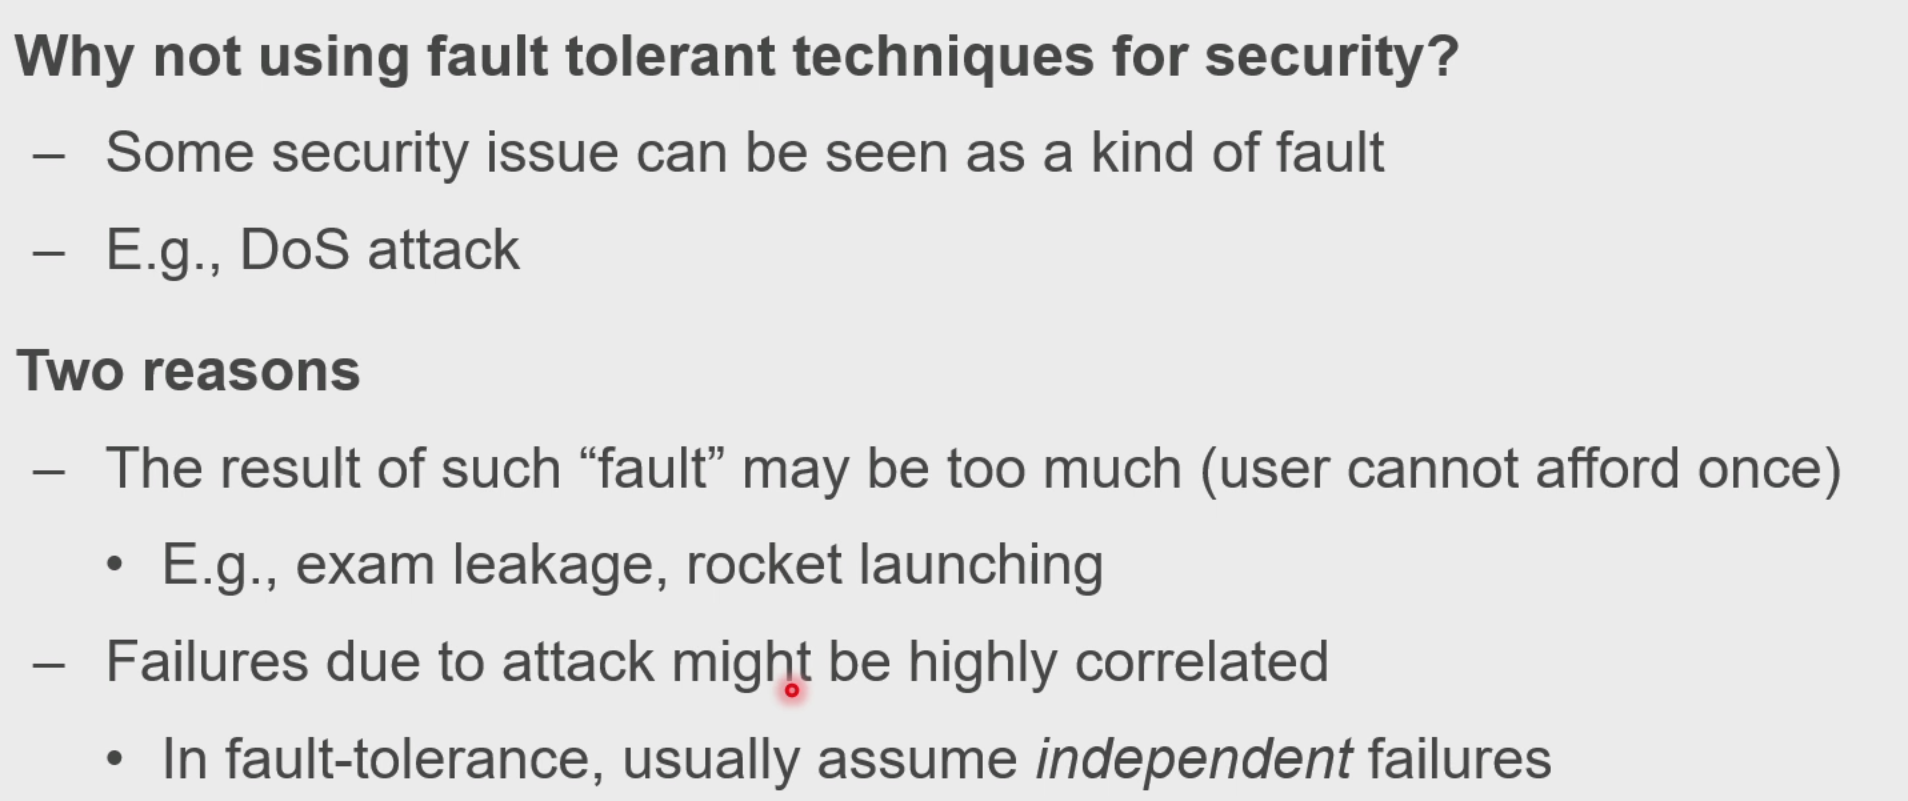 Why not using fault tolerant techniques for security?
– Some security issue can be seen as a kind of fault
– E.g., DoS attack
Two reasons
– The result of such “fault” may be too much (user cannot afford once)
• E.g., exam leakage, rocket launching
– Failures due to attack might be highly correlated
• In fault-tolerance, usually assume independent failures